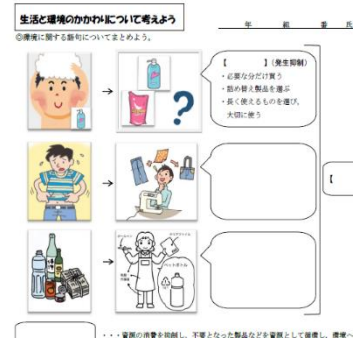 生活と環境のかかわりについて考えよう
年 組 番 氏
◎環境に関する語句についてまとめよう。
【 】(発生抑制)
・必要な分だけ買う
・詰め替え製品を選ぶ
・長く使えるものを選び、
大切に使う
【
・・・資源の消費を抑制し、不要となった製品などを資源として循環し、環境へ